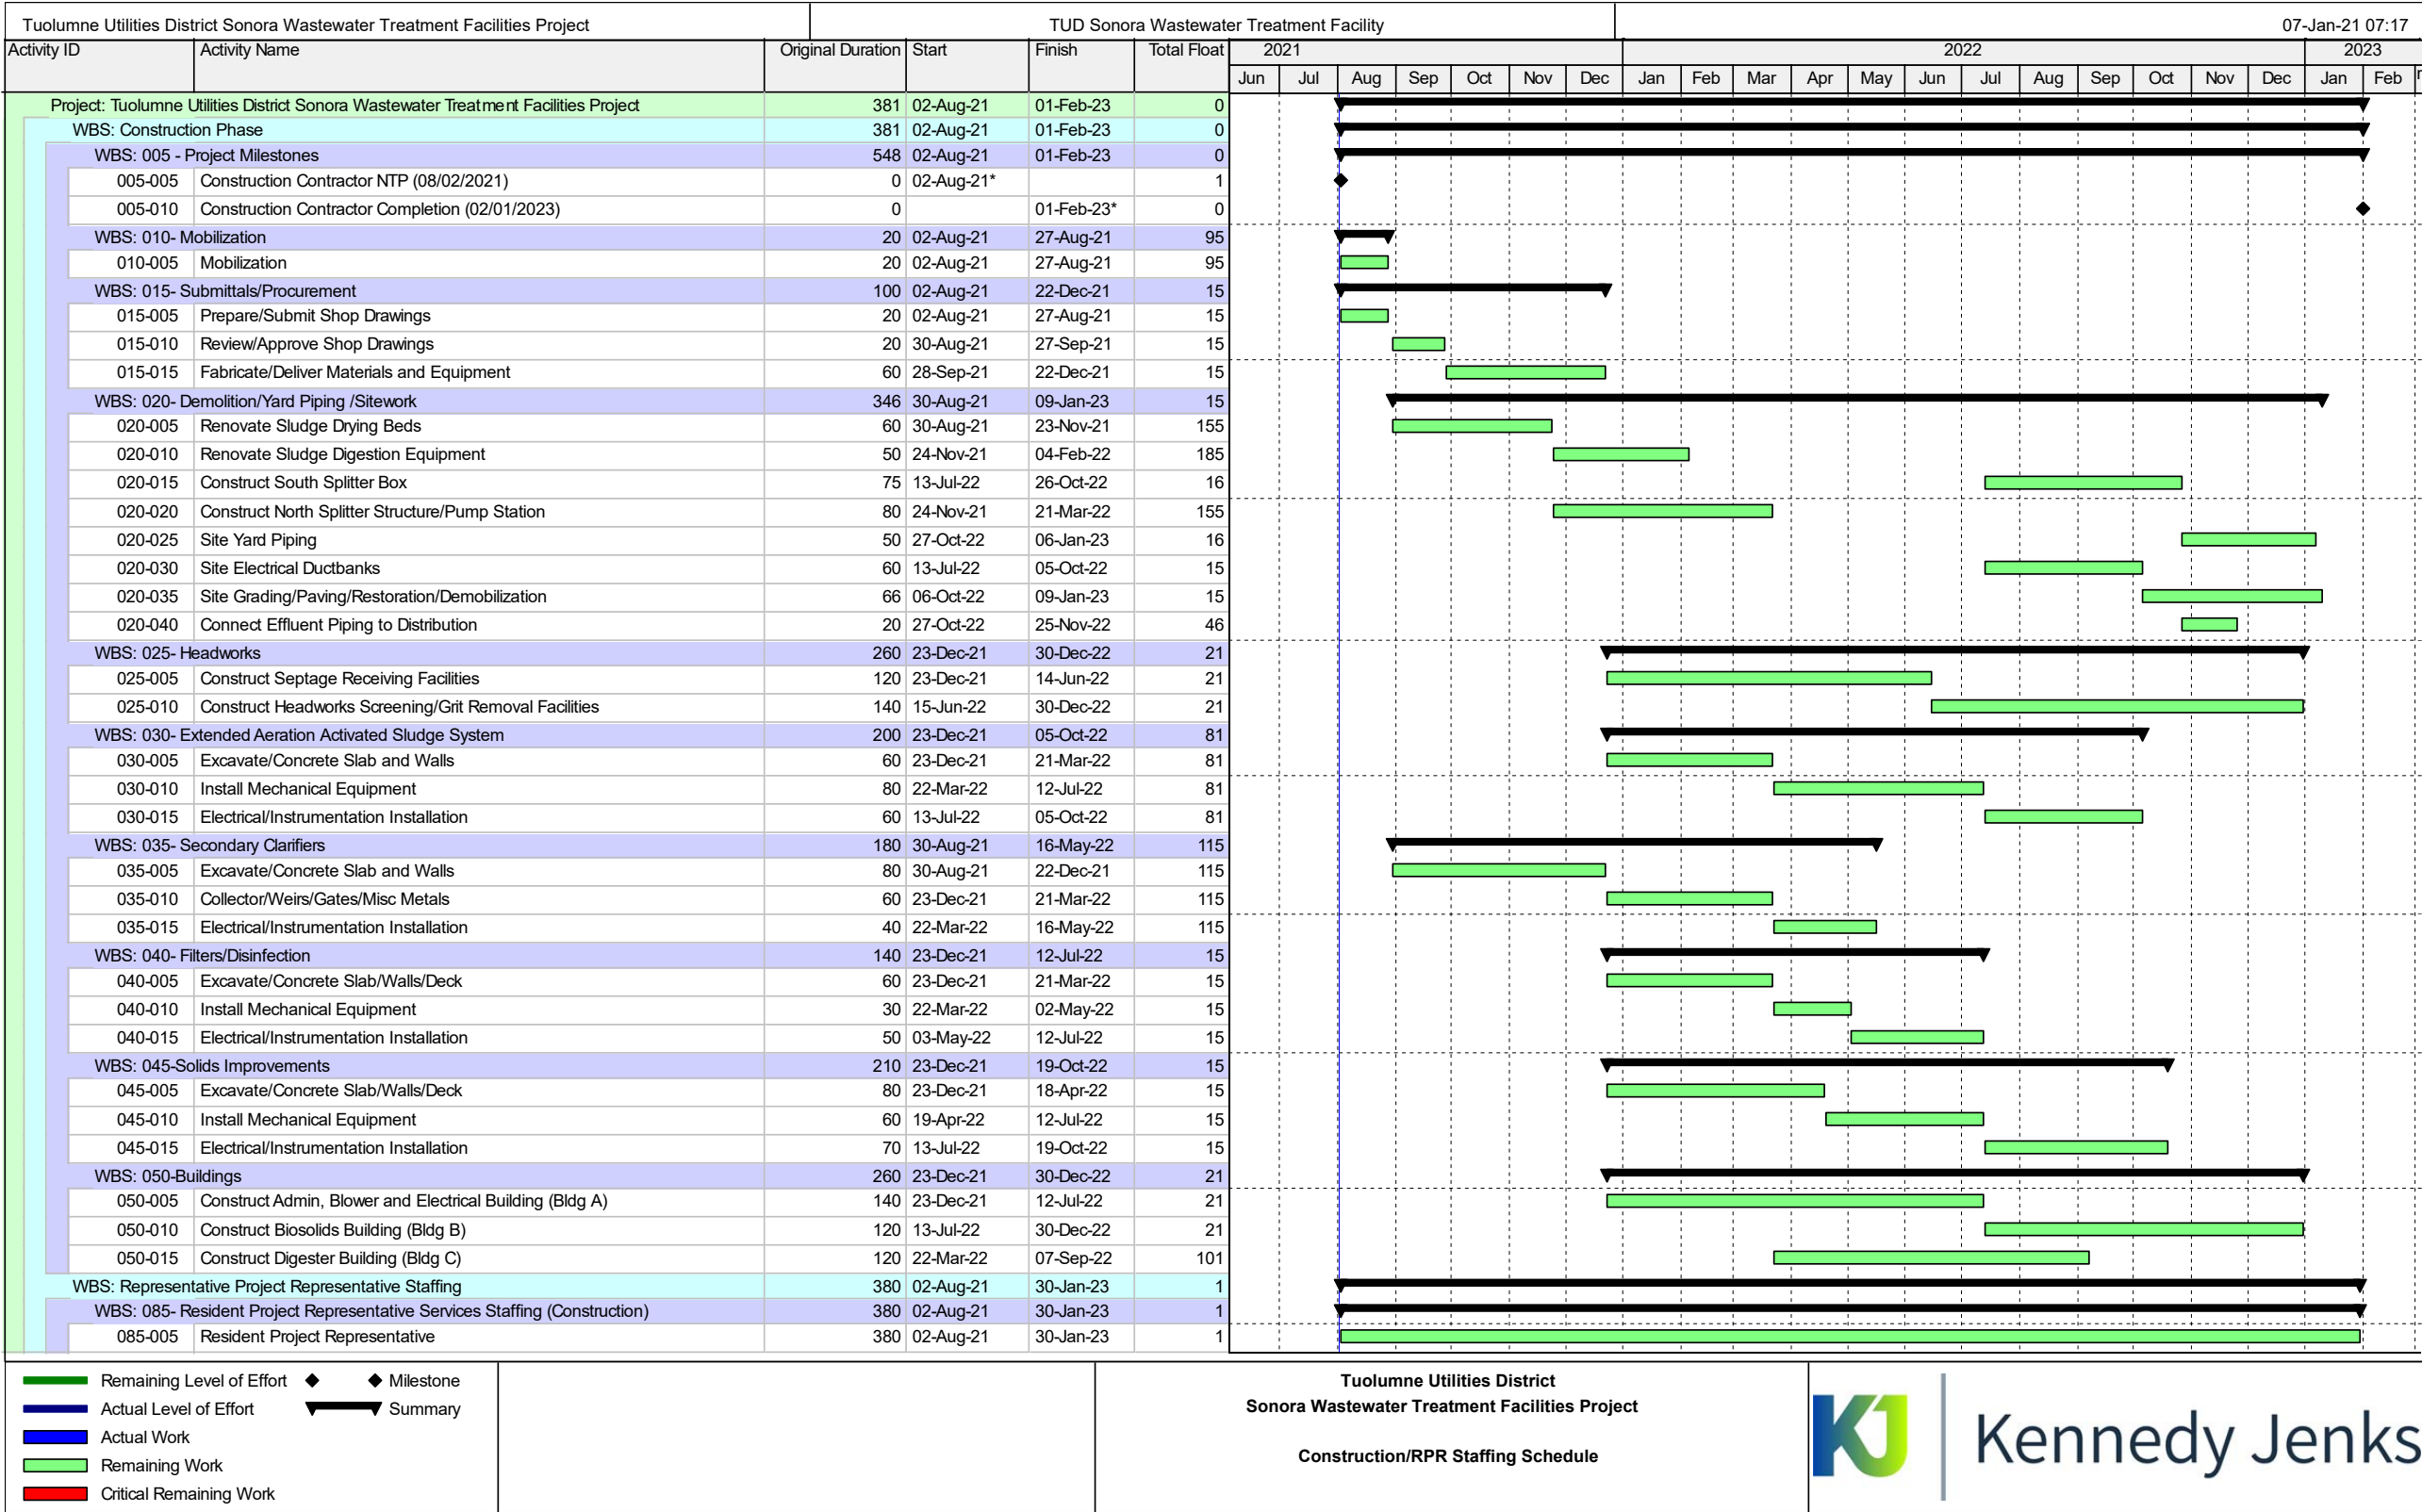 Tuolumne Utilities District Sonora Wastewater Treatment Facilities Project TUD Sonora Wastewater Treatment Facility 07-Jan-21 07:17
Activity ID Activity Name Original Duration Start Finish Total Float 2021 2022 2023
Jun Jul Aug Sep Oct Nov Dec Jan Feb Mar Apr May Jun Jul Aug Sep Oct Nov Dec Jan Feb
Project: Tuolumne Utilities District Sonora Wastewater Treatment Facilities Project 381 02-Aug-21 01-Feb-23 0
WBS: Construction Phase 381 02-Aug-21 01-Feb-23 0
WBS: 005 - Project Milestones 548 02-Aug-21 01-Feb-23 0
005-005 Construction Contractor NTP (08/02/2021) 0 02-Aug-21* 1
005-010 Construction Contractor Completion (02/01/2023) 0 01-Feb-23* 0
WBS: 010- Mobilization 20 02-Aug-21 27-Aug-21 95
010-005 Mobilization 20 02-Aug-21 27-Aug-21 95
WBS: 015- Submittals/Procurement 100 02-Aug-21 22-Dec-21 15
015-005 Prepare/Submit Shop Drawings 20 02-Aug-21 27-Aug-21 15
015-010 Review/Approve Shop Drawings 20 30-Aug-21 27-Sep-21 15
015-015 Fabricate/Deliver Materials and Equipment 60 28-Sep-21 22-Dec-21 15
WBS: 020- Demolition/Yard Piping /Sitework 346 30-Aug-21 09-Jan-23 15
020-005 Renovate Sludge Drying Beds 60 30-Aug-21 23-Nov-21 155
020-010 Renovate Sludge Digestion Equipment 50 24-Nov-21 04-Feb-22 185
020-015 Construct South Splitter Box 75 13-Jul-22 26-Oct-22 16
020-020 Construct North Splitter Structure/Pump Station 80 24-Nov-21 21-Mar-22 155
020-025 Site Yard Piping 50 27-Oct-22 06-Jan-23 16
020-030 Site Electrical Ductbanks 60 13-Jul-22 05-Oct-22 15
020-035 Site Grading/Paving/Restoration/Demobilization 66 06-Oct-22 09-Jan-23 15
020-040 Connect Effluent Piping to Distribution 20 27-Oct-22 25-Nov-22 46
WBS: 025- Headworks 260 23-Dec-21 30-Dec-22 21
025-005 Construct Septage Receiving Facilities 120 23-Dec-21 14-Jun-22 21
025-010 Construct Headworks Screening/Grit Removal Facilities 140 15-Jun-22 30-Dec-22 21
WBS: 030- Extended Aeration Activated Sludge System 200 23-Dec-21 05-Oct-22 81
030-005 Excavate/Concrete Slab and Walls 60 23-Dec-21 21-Mar-22 81
030-010 Install Mechanical Equipment 80 22-Mar-22 12-Jul-22 81
030-015 Electrical/Instrumentation Installation 60 13-Jul-22 05-Oct-22 81
WBS: 035- Secondary Clarifiers 180 30-Aug-21 16-May-22 115
035-005 Excavate/Concrete Slab and Walls 80 30-Aug-21 22-Dec-21 115
035-010 Collector/Weirs/Gates/Misc Metals 60 23-Dec-21 21-Mar-22 115
035-015 Electrical/Instrumentation Installation 40 22-Mar-22 16-May-22 115
WBS: 040- Filters/Disinfection 140 23-Dec-21 12-Jul-22 15
040-005 Excavate/Concrete Slab/Walls/Deck 60 23-Dec-21 21-Mar-22 15
040-010 Install Mechanical Equipment 30 22-Mar-22 02-May-22 15
040-015 Electrical/Instrumentation Installation 50 03-May-22 12-Jul-22 15
WBS: 045-Solids Improvements 210 23-Dec-21 19-Oct-22 15
045-005 Excavate/Concrete Slab/Walls/Deck 80 23-Dec-21 18-Apr-22 15
045-010 Install Mechanical Equipment 60 19-Apr-22 12-Jul-22 15
045-015 Electrical/Instrumentation Installation 70 13-Jul-22 19-Oct-22 15
WBS: 050-Buildings 260 23-Dec-21 30-Dec-22 21
050-005 Construct Admin, Blower and Electrical Building (Bldg A) 140 23-Dec-21 12-Jul-22 21
050-010 Construct Biosolids Building (Bldg B) 120 13-Jul-22 30-Dec-22 21
050-015 Construct Digester Building (Bldg C) 120 22-Mar-22 07-Sep-22 101
WBS: Representative Project Representative Staffing 380 02-Aug-21 30-Jan-23 1
WBS: 085- Resident Project Representative Services Staffing (Construction) 380 02-Aug-21 30-Jan-23 1
085-005 Resident Project Representative 380 02-Aug-21 30-Jan-23 1
Remaining Level of Effort Milestone
Actual Level of Effort Summary
Actual Work
Remaining Work
Critical Remaining Work
Tuolumne Utilities District
Sonora Wastewater Treatment Facilities Project
Construction/RPR Staffing Schedule
KJ Kennedy Jenks